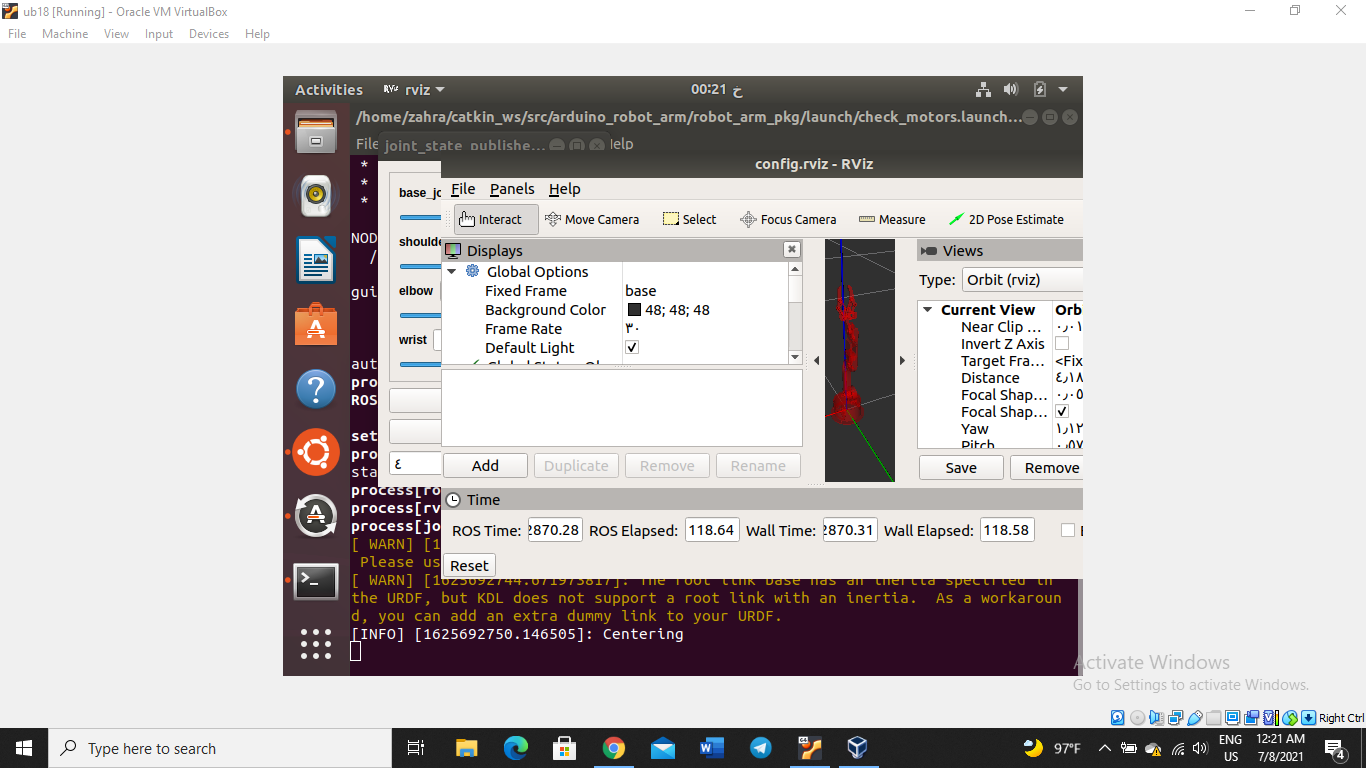 ub18 [Running] - Oracle VM VirtualBox
File Machine View Input Devices Help
Activities rviz 00:21 خ
/home/zahra/catkin_ws/src/arduino_robot_arm/robot_arm_pkg/launch/check_motors.launch...
File joint_state_publishe... elp
config.rviz - RViz
* base_jo
*
*
File Panels Help
Interact Move Camera Select Focus Camera Measure 2D Pose Estimate
NOD shoulde
Displays Views
/
Global Options
Type: Orbit (rviz)
gui elbow
Fixed Frame base
Background Color 48; 48; 48
Frame Rate ٣٠
Default Light
Current View Orb
Near Clip ... ٠٫٠١
Invert Z Axis
Target Fra... <Fix
Distance ٤٫١٨
Focal Shap... ٠٫٠٥
Focal Shap...
Yaw ١٫١٢
Pitch ٠٫٥٧
wrist
aut
pro
ROS
set
pro ٤
sta
Add Duplicate Remove Rename
Save Remove
process[ro
process[rv
process[jo
Time
ROS Time: 2870.28 ROS Elapsed: 118.64 Wall Time: 2870.31 Wall Elapsed: 118.58
Reset
[ WARN] [1
Please us
[ WARN] [1625692744.671973817]: The root link base has an inertia specified in
the URDF, but KDL does not support a root link with an inertia. As a workaroun
d, you can add an extra dummy link to your URDF.
[INFO] [1625692750.146505]: Centering
Activate Windows
Go to Settings to activate Windows.
Right Ctrl
Type here to search
97°F
ENG
US
12:21 AM
7/8/2021
4